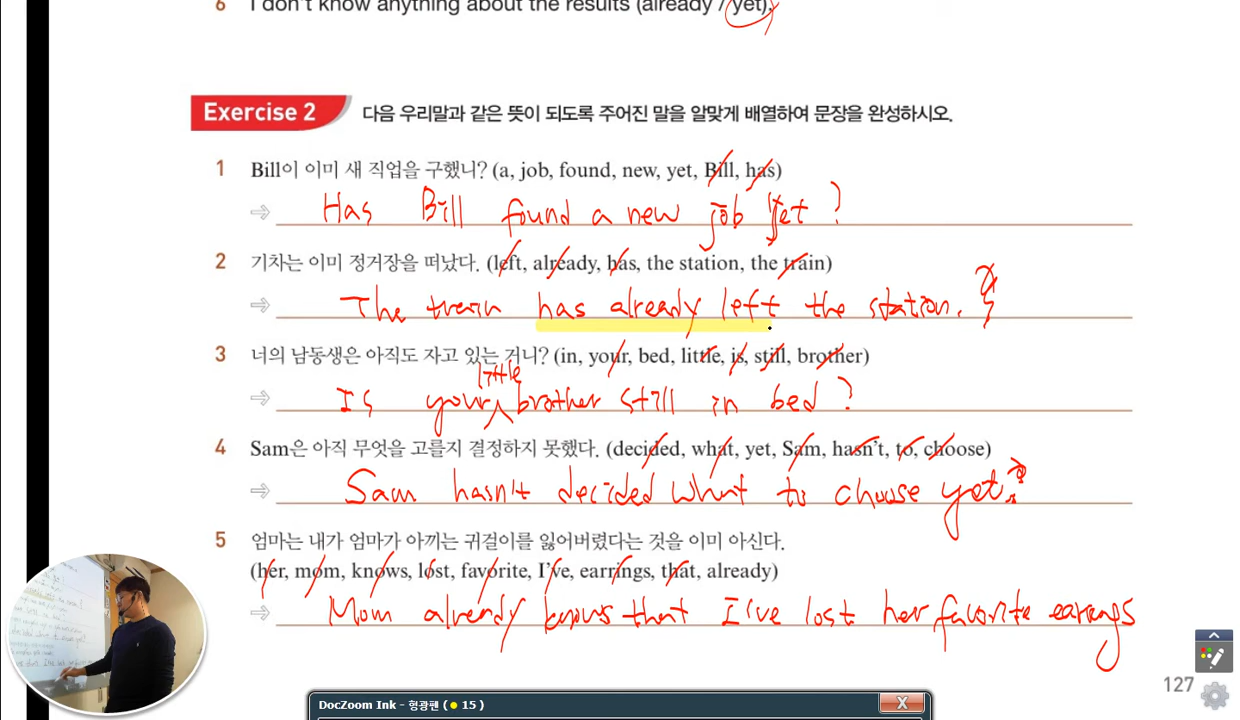 6 I don't know anything about the results (already / yet).
Exercise 2 다음 우리말과 같은 뜻이 되도록 주어진 말을 알맞게 배열하여 문장을 완성하시오.
1 Bill이 이미 새 직업을 구했니? (a, job, found, new, yet, Bill, has)
⇨ Has Bill found a new job yet ?
2 기차는 이미 정거장을 떠났다. (left, already, has, the station, the train)
⇨ The train has already left the station.
3 너의 남동생은 아직도 자고 있는 거니? (in, your, bed, little, is, still, brother)
⇨ Is your little brother still in bed ?
4 Sam은 아직 무엇을 고를지 결정하지 못했다. (decided, what, yet, Sam, hasn't, to, choose)
⇨ Sam hasn't decided what to choose yet.
5 엄마는 내가 엄마가 아끼는 귀걸이를 잃어버렸다는 것을 이미 아신다.
(her, mom, knows, lost, favorite, I've, earrings, that, already)
⇨ Mom already knows that I've lost her favorite earrings
127
DocZoom Ink - 형광펜 ( 15 )